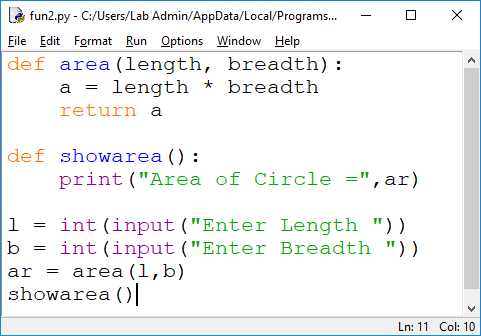 fun2.py - C:/Users/Lab Admin/AppData/Local/Programs...
File Edit Format Run Options Window Help
def area(length, breadth):
    a = length * breadth
    return a

def showarea():
    print("Area of Circle =",ar)

l = int(input("Enter Length "))
b = int(input("Enter Breadth "))
ar = area(l,b)
showarea()
Ln: 11 Col: 10